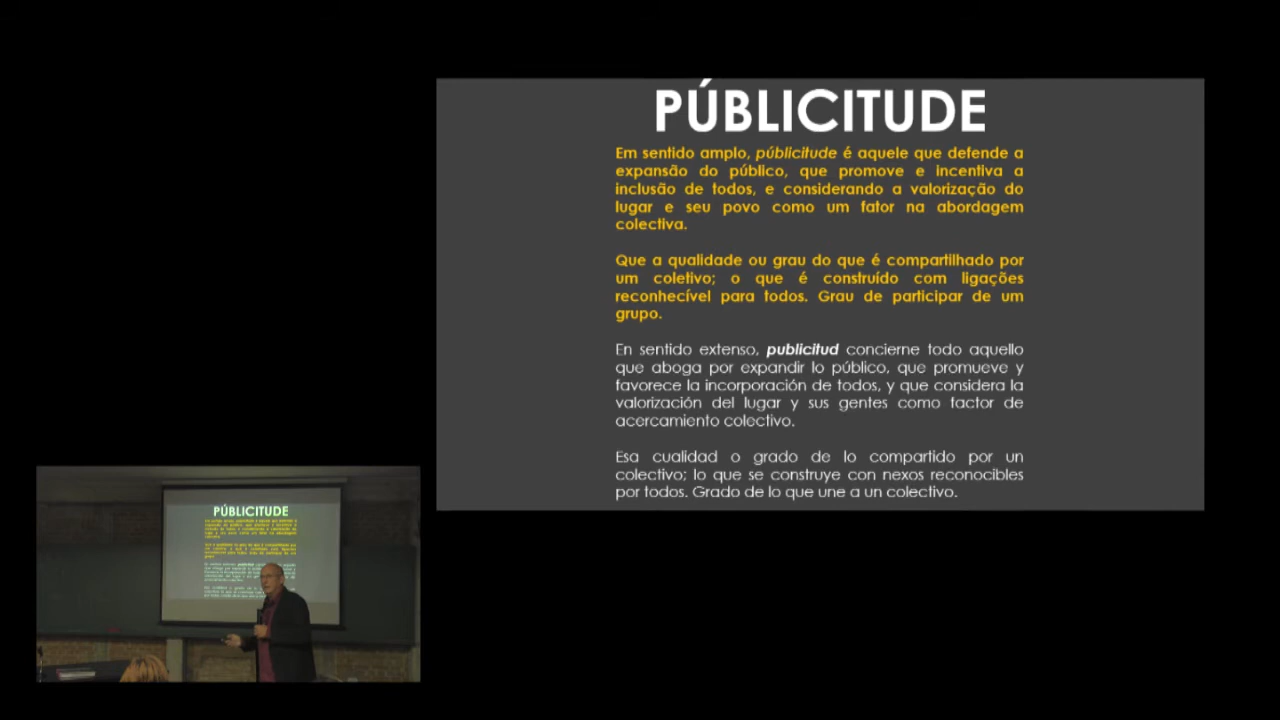 PÚBLICITUDE
Em sentido amplo, públicitude é aquele que defende a
expansão do público, que promove e incentiva a
inclusão de todos, e considerando a valorização do
lugar e seu povo como um fator na abordagem
colectiva.
Que a qualidade ou grau do que é compartilhado por
um coletivo; o que é construído com ligações
reconhecível para todos. Grau de participar de um
grupo.
En sentido extenso, publicitud concierne todo aquello
que aboga por expandir lo público, que promueve y
favorece la incorporación de todos, y que considera la
valorización del lugar y sus gentes como factor de
acercamiento colectivo.
Esa cualidad o grado de lo compartido por un
colectivo; lo que se construye con nexos reconocibles
por todos. Grado de lo que une a un colectivo.
PÚBLICITUDE